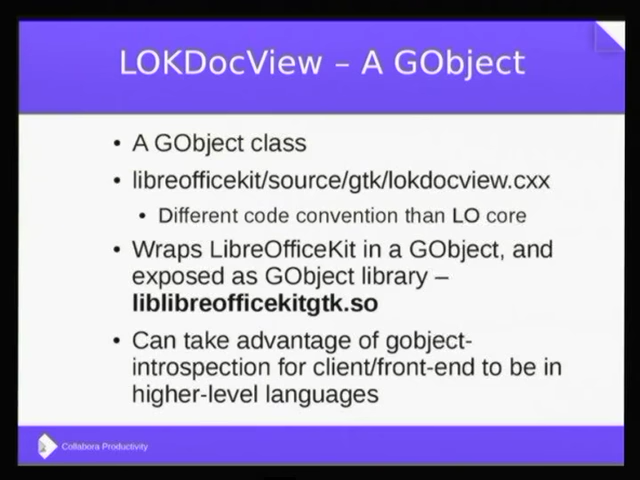 LOKDocView – A GObject
• A GObject class
• libreofficekit/source/gtk/lokdocview.cxx
• Different code convention than LO core
• Wraps LibreOfficeKit in a GObject, and
exposed as GObject library –
liblibreofficekitgtk.so
• Can take advantage of gobject-
introspection for client/front-end to be in
higher-level languages
Collabora Productivity